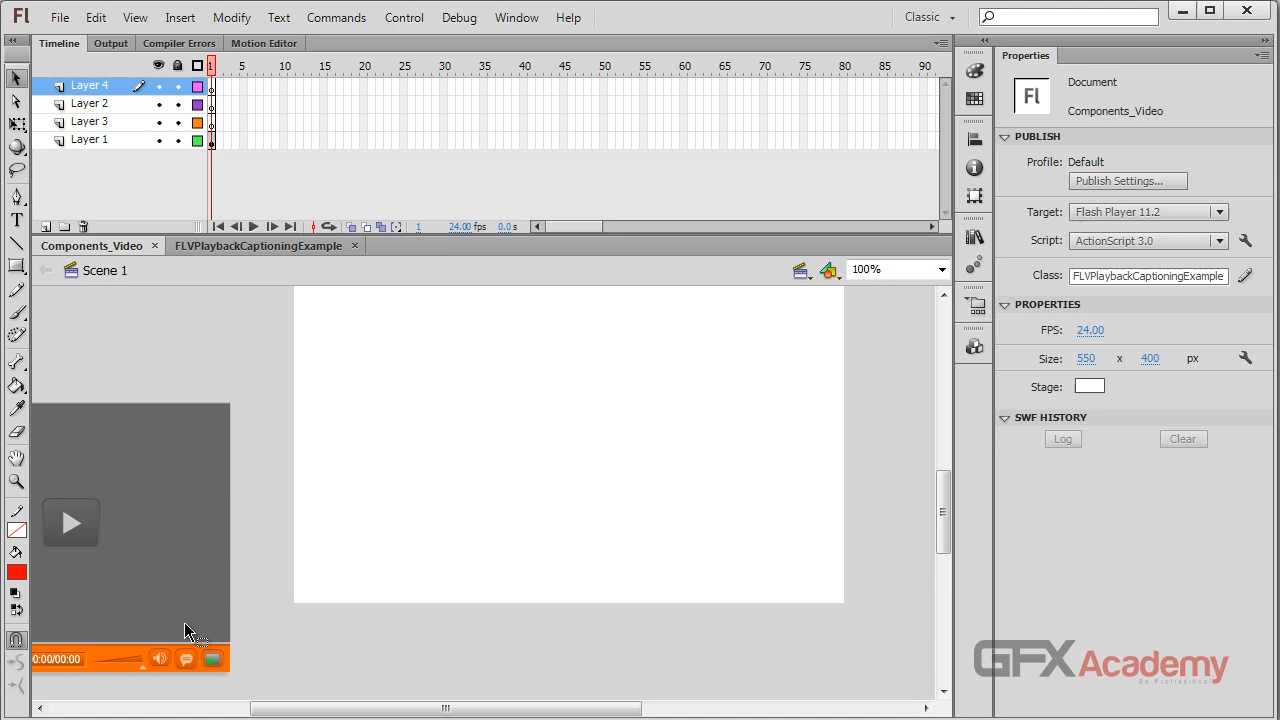 Fl File Edit View Insert Modify Text Commands Control Debug Window Help Classic
Timeline Output Compiler Errors Motion Editor
1 5 10 15 20 25 30 35 40 45 50 55 60 65 70 75 80 85 90
Layer 4
Layer 2
Layer 3
Layer 1
1 24.00 fps 0.0 s
Components_Video × FLVPlaybackCaptioningExample ×
Scene 1 100%
00:00/00:00
Properties
Fl
Document
Components_Video
PUBLISH
Profile: Default
Publish Settings...
Target: Flash Player 11.2
Script: ActionScript 3.0
Class: FLVPlaybackCaptioningExample
PROPERTIES
FPS: 24.00
Size: 550 x 400 px
Stage:
SWF HISTORY
Log Clear
GFXAcademy
Be Professional
T